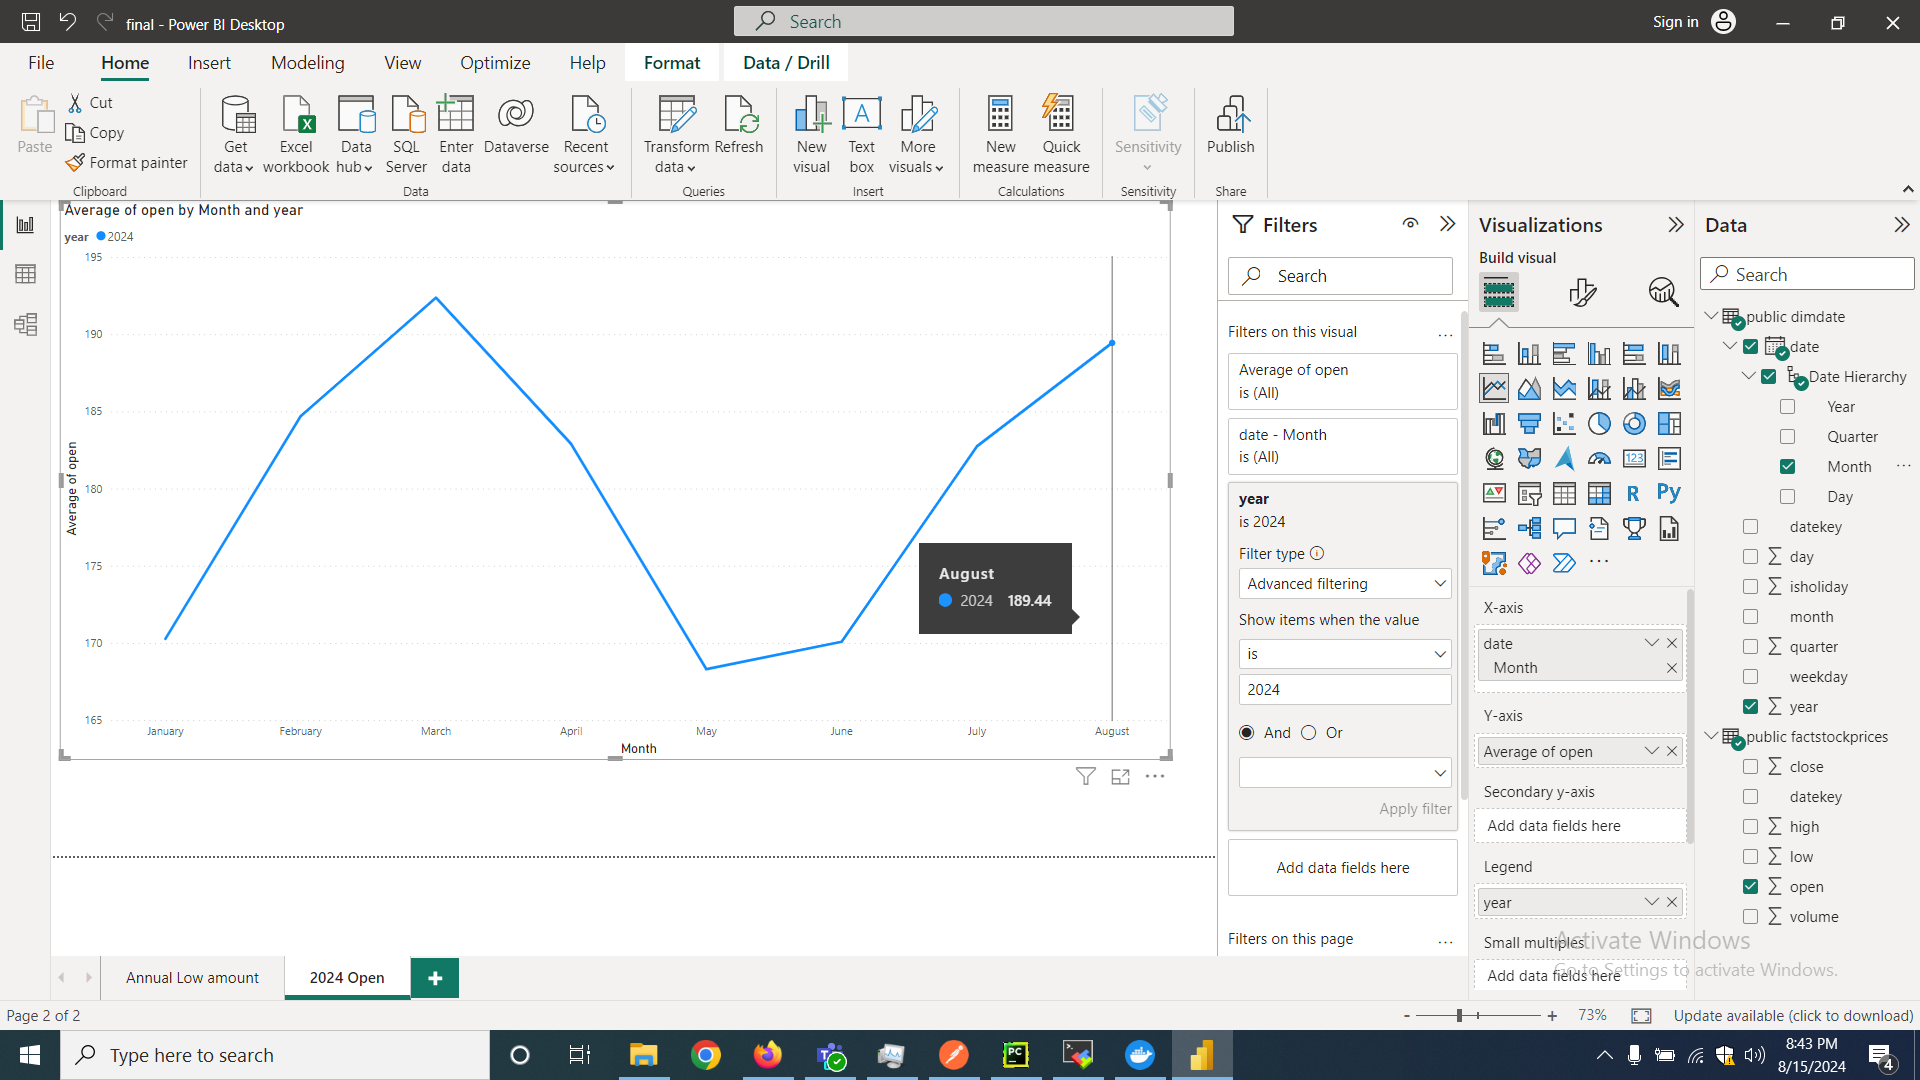 final - Power BI Desktop
Search
Sign in
File
Home
Insert
Modeling
View
Optimize
Help
Format
Data / Drill
Paste
Cut
Copy
Format painter
Clipboard
Get
data
Excel
workbook
Data
hub
SQL
Server
Enter
data
Dataverse
Recent
sources
Data
Transform
data
Refresh
Queries
New
visual
A
Text
box
More
visuals
Insert
New
measure
Quick
measure
Calculations
Sensitivity
Sensitivity
Publish
Share
Average of open by Month and year
year 2024
195
190
185
180
175
170
165
Average of open
August
2024 189.44
January
February
March
April
May
June
July
August
Month
Filters
Search
Filters on this visual
...
Average of open
is (All)
date - Month
is (All)
year
is 2024
Filter type
Advanced filtering
Show items when the value
is
2024
And
Or
Apply filter
Add data fields here
Filters on this page
...
Visualizations
Build visual
123
R
Py
...
X-axis
date
Month
Y-axis
Average of open
Secondary y-axis
Add data fields here
Legend
year
Small multiples
Add data fields here
Data
Search
public dimdate
date
Date Hierarchy
Year
Quarter
Month
...
Day
datekey
day
isholiday
month
quarter
weekday
year
public factstockprices
close
datekey
high
low
open
volume
Activate Windows
Go to Settings to activate Windows.
Annual Low amount
2024 Open
+
Page 2 of 2
- + 73%
Update available (click to download)
Type here to search
PC
8:43 PM
8/15/2024
4